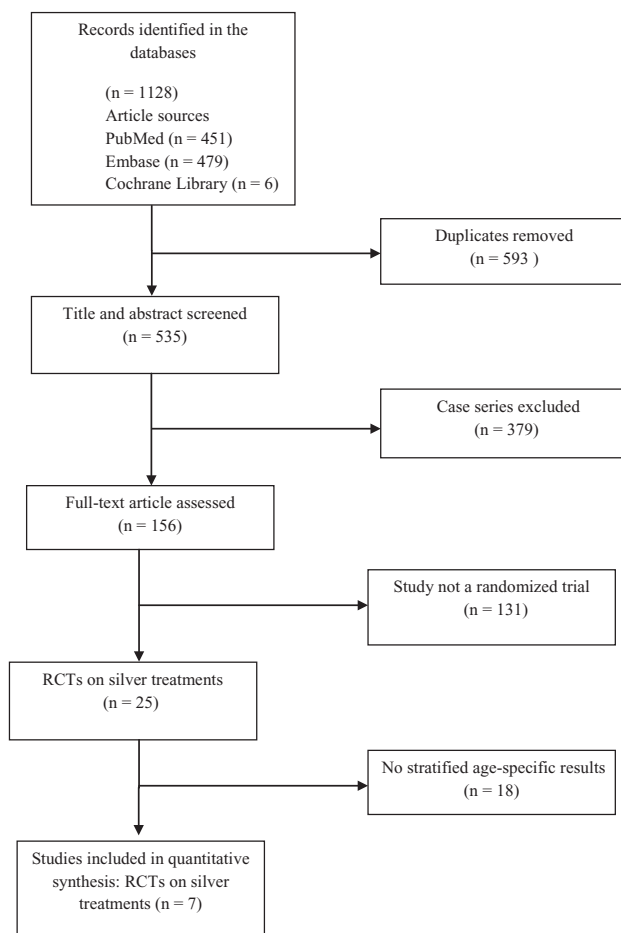 Records identified in the
databases
(n = 1128)
Article sources
PubMed (n = 451)
Embase (n = 479)
Cochrane Library (n = 6)
Duplicates removed
(n = 593 )
Title and abstract screened
(n = 535)
Case series excluded
(n = 379)
Full-text article assessed
(n = 156)
Study not a randomized trial
(n = 131)
RCTs on silver treatments
(n = 25)
No stratified age-specific results
(n = 18)
Studies included in quantitative
synthesis: RCTs on silver
treatments (n = 7)